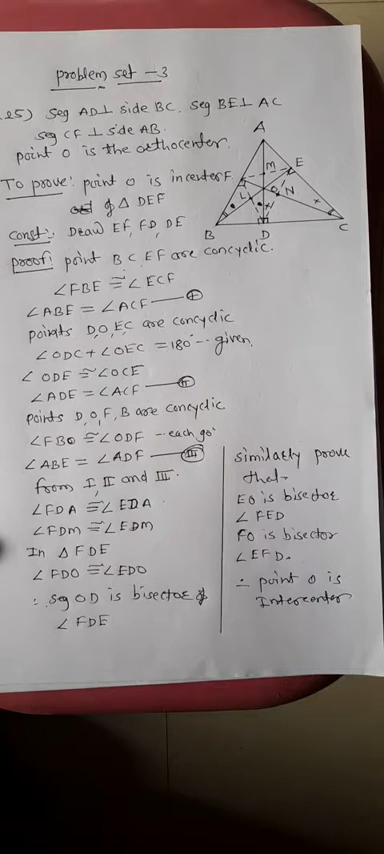 problem set - 3
25) seg AD⊥ side BC. seg BE⊥ AC
seg CF ⊥ side AB.
point O is the orthocenter.
A
E
M
F
L
O
N
x
x
B
D
C
To prove: point O is incenter
of Δ DEF
const:. Draw EF, FD, DE
proof: point B C EF are concyclic.
∠FBE ≅ ∠ECF
∠ABE = ∠ACF — I
points D,O,EC are concyclic
∠ODC + ∠OEC = 180° -- given.
∠ODE ≅ ∠OCE
∠ADE = ∠ACF — II
points D,O,F,B are concyclic
∠FBO ≅ ∠ODF -- each 90°
∠ABE = ∠ADF — III
from I, II and III.
∠FDA ≅ ∠EDA
∠FDM ≅ ∠EDM
In Δ FDE
∠FDO ≅ ∠EDO
∴ seg OD is bisector of
∠FDE
similarly prove
that-
EO is bisector
∠FED
FO is bisector
∠EFD.
∴ point O is
Intercenter